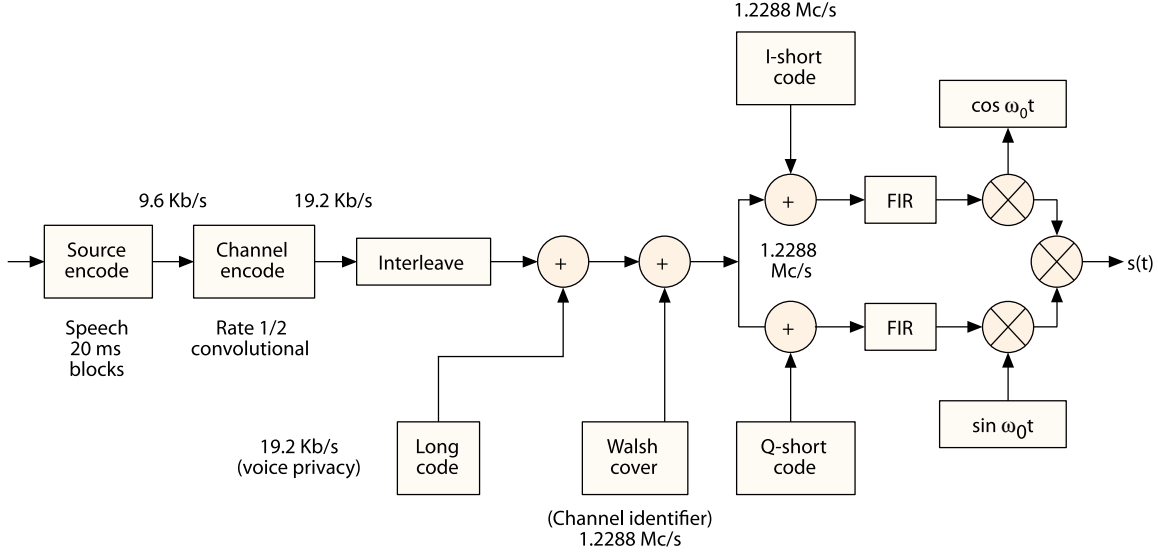 1.2288 Mc/s
I-short
code
cos ω₀t
9.6 Kb/s
19.2 Kb/s
+
FIR
Source
encode
Channel
encode
Interleave
+
+
1.2288
Mc/s
s(t)
Speech
20 ms
blocks
Rate 1/2
convolutional
+
FIR
19.2 Kb/s
(voice privacy)
Long
code
Walsh
cover
Q-short
code
sin ω₀t
(Channel identifier)
1.2288 Mc/s